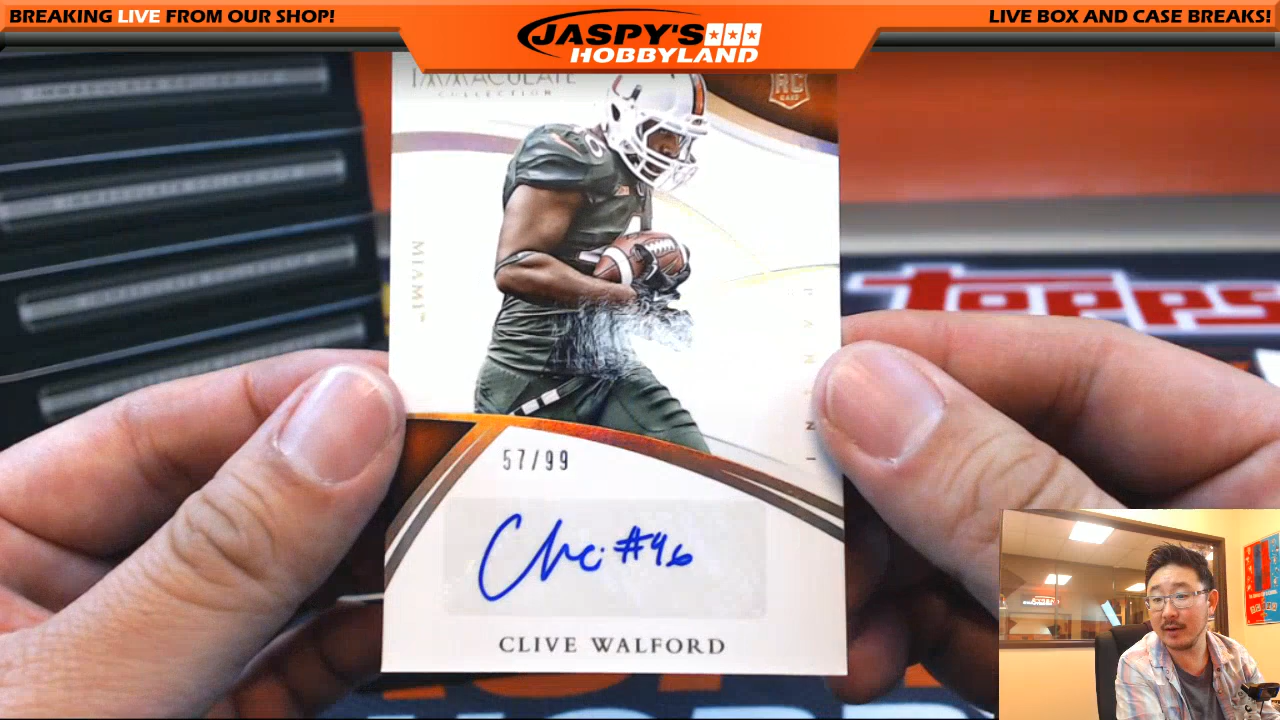 BREAKING LIVE FROM OUR SHOP!
JASPY'S
HOBBYLAND
LIVE BOX AND CASE BREAKS!
IMMACULATE
COLLECTION
RC
MIAMI
PANINI
Topps
57/99
#46
CLIVE WALFORD